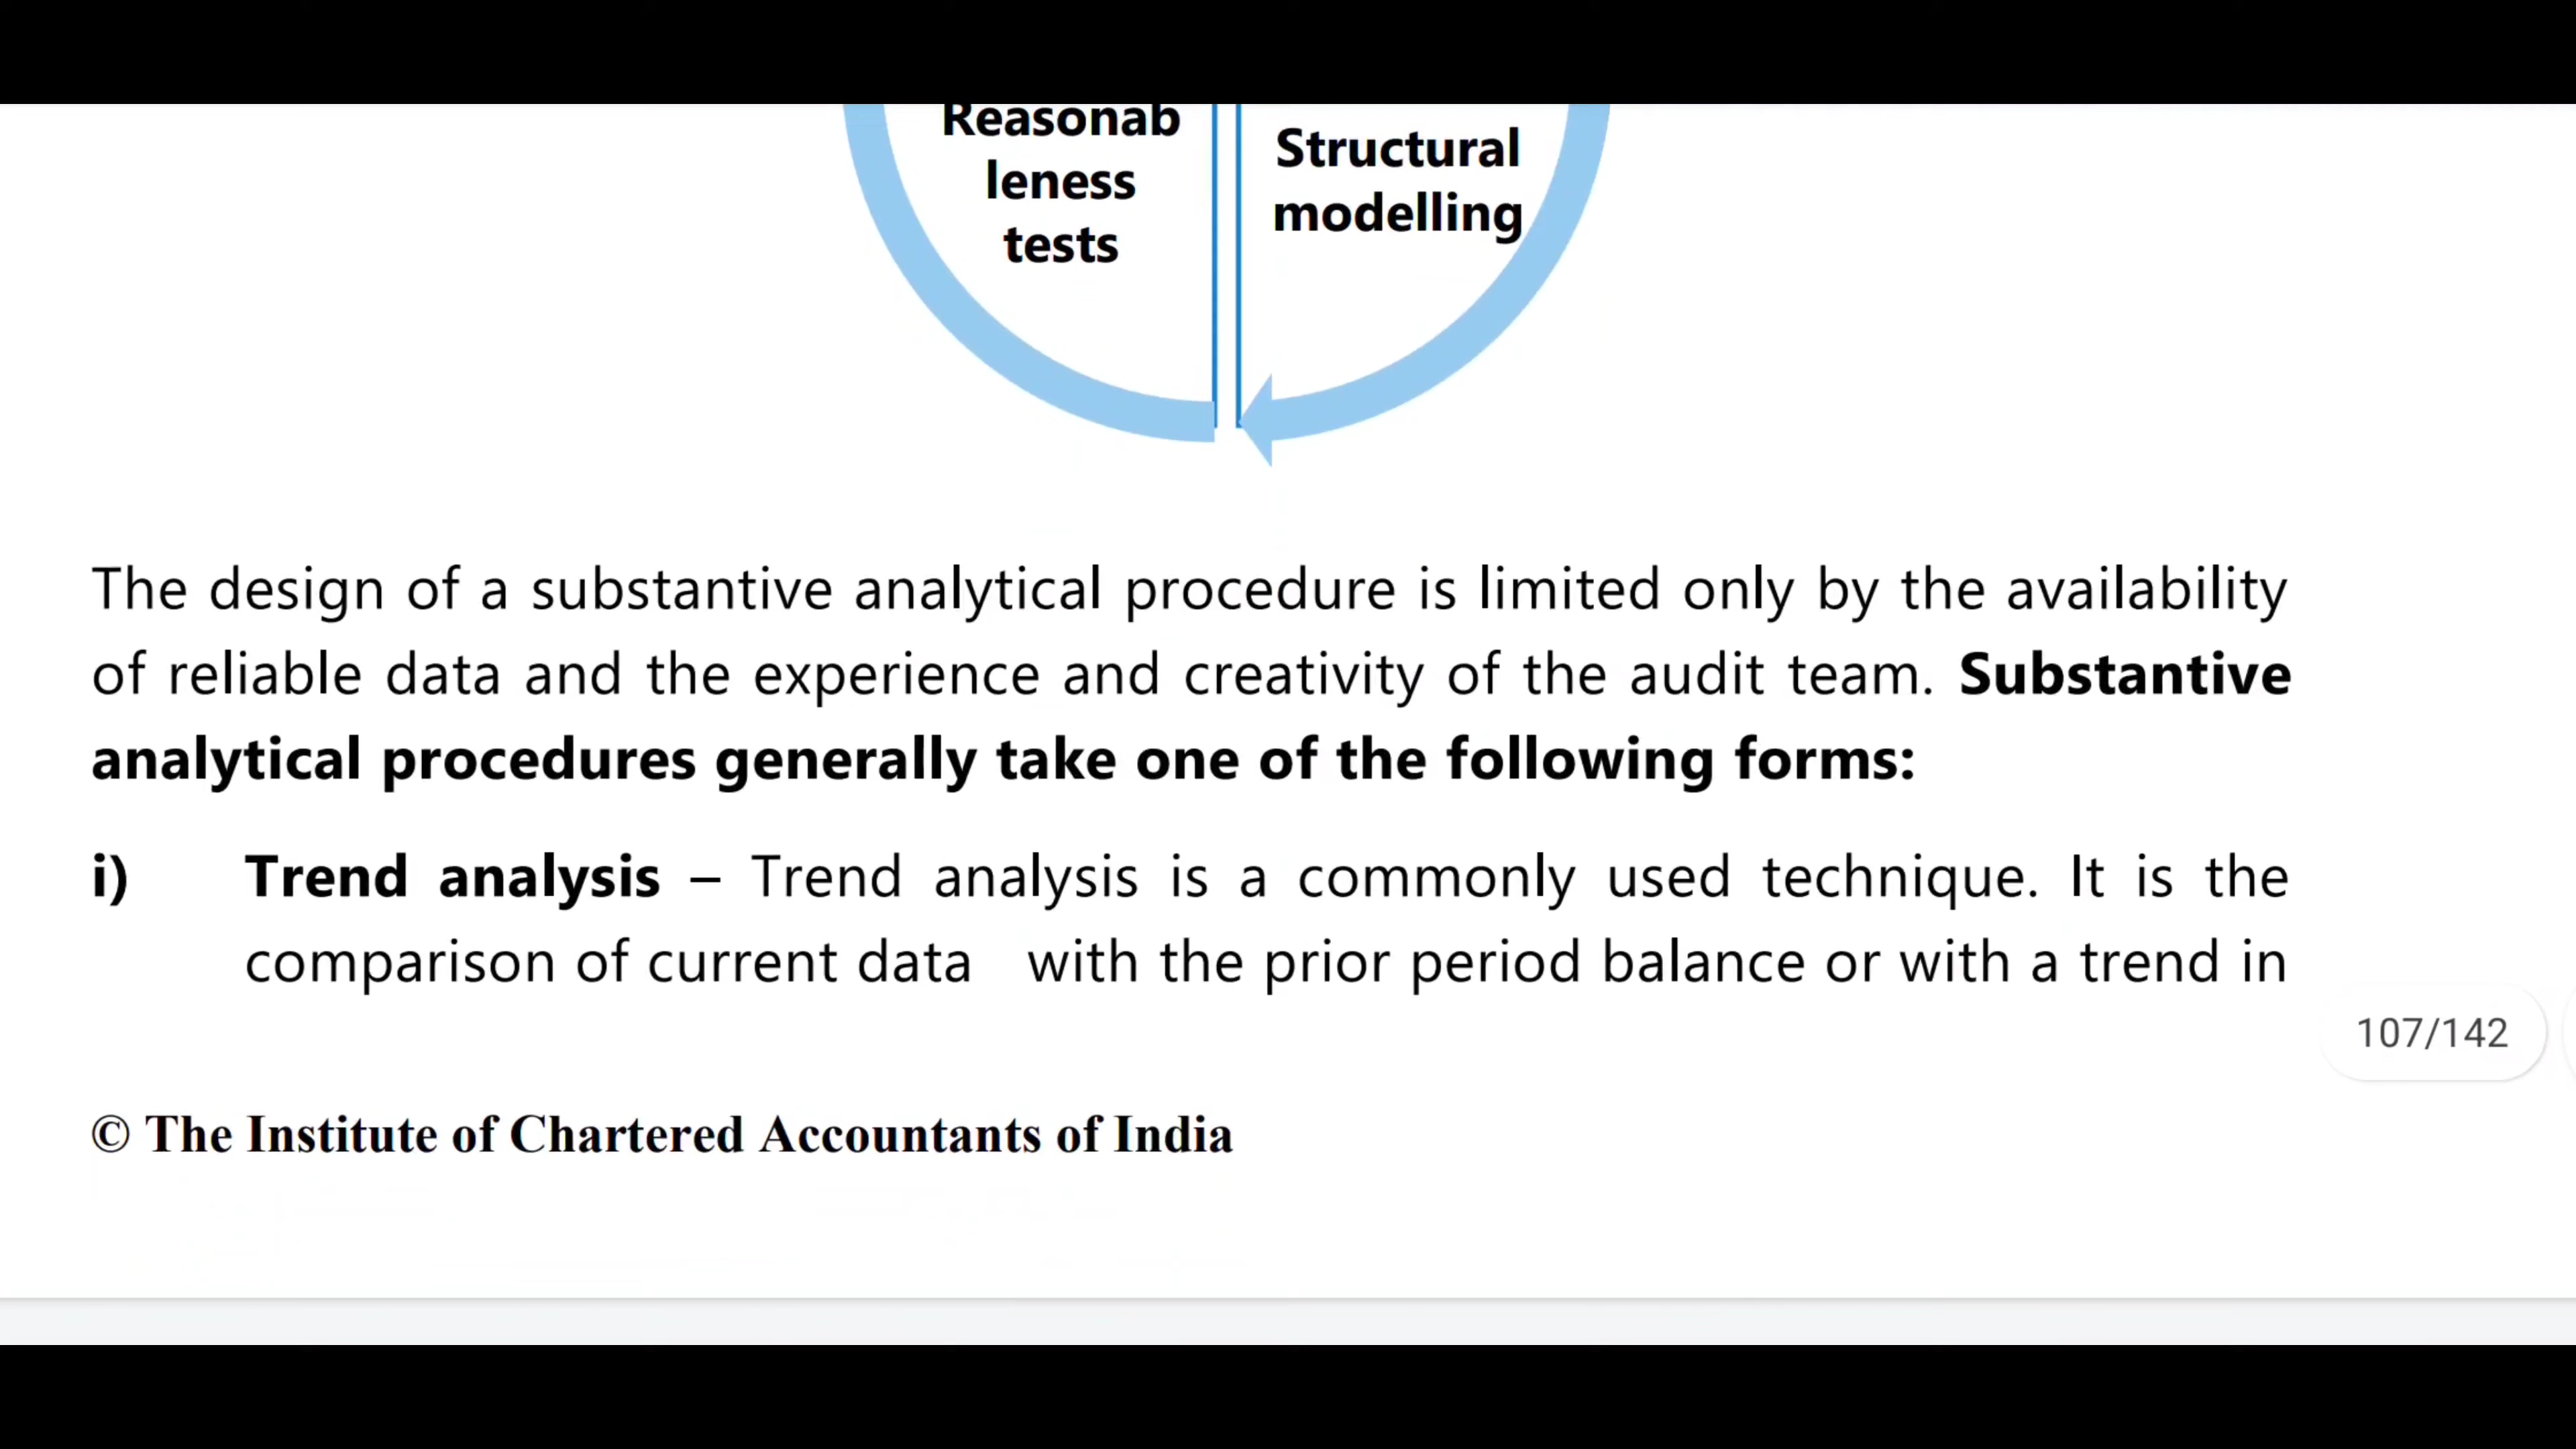 Reasonab
leness
tests
Structural
modelling
The design of a substantive analytical procedure is limited only by the availability
of reliable data and the experience and creativity of the audit team. Substantive
analytical procedures generally take one of the following forms:
i) Trend analysis – Trend analysis is a commonly used technique. It is the
comparison of current data with the prior period balance or with a trend in
107/142
© The Institute of Chartered Accountants of India